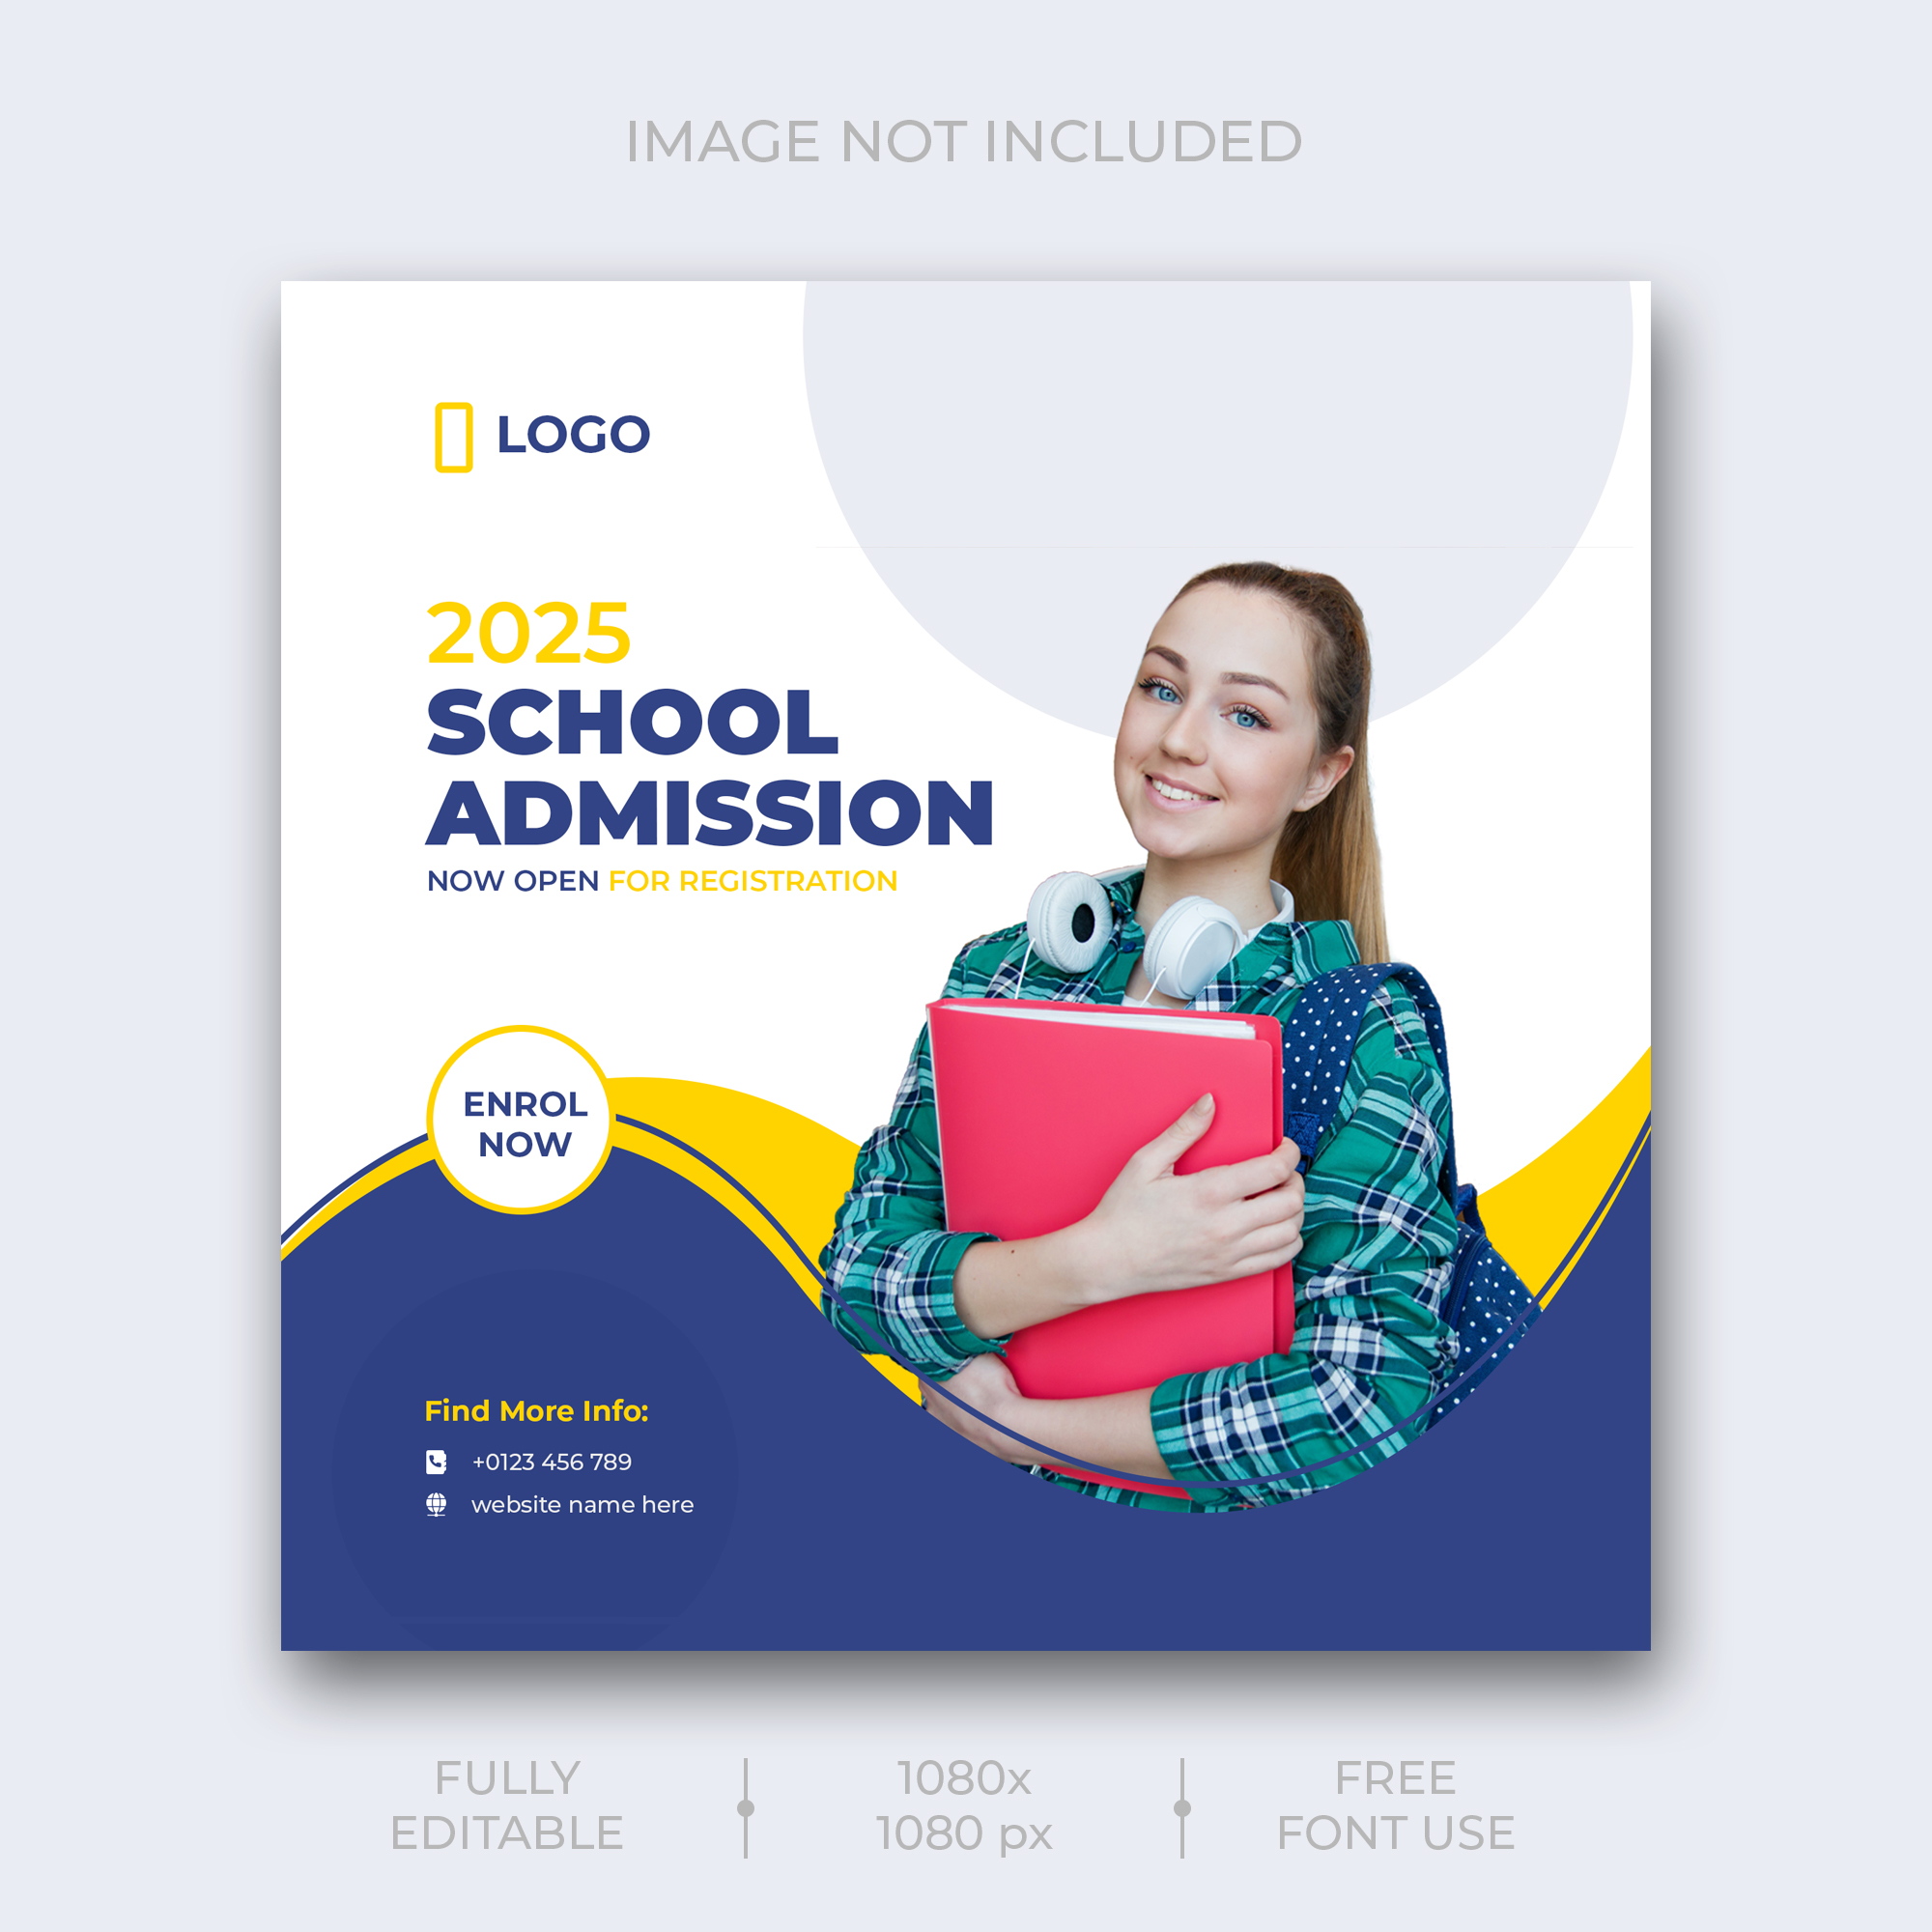 IMAGE NOT INCLUDED
LOGO
2025
SCHOOL
ADMISSION
NOW OPEN FOR REGISTRATION
ENROL
NOW
Find More Info:
+0123 456 789
website name here
FULLY
EDITABLE
1080x
1080 px
FREE
FONT USE